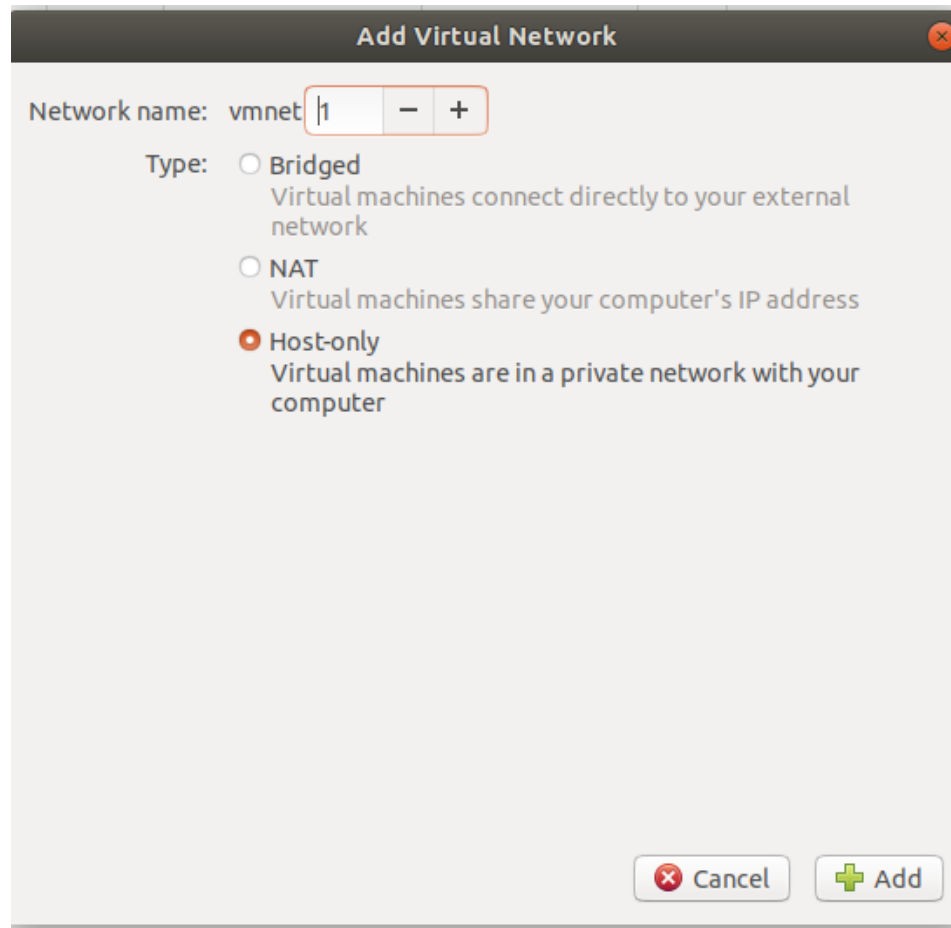 Add Virtual Network
Network name: vmnet 1 − +
Type: Bridged
Virtual machines connect directly to your external
network
NAT
Virtual machines share your computer's IP address
Host-only
Virtual machines are in a private network with your
computer
Cancel Add